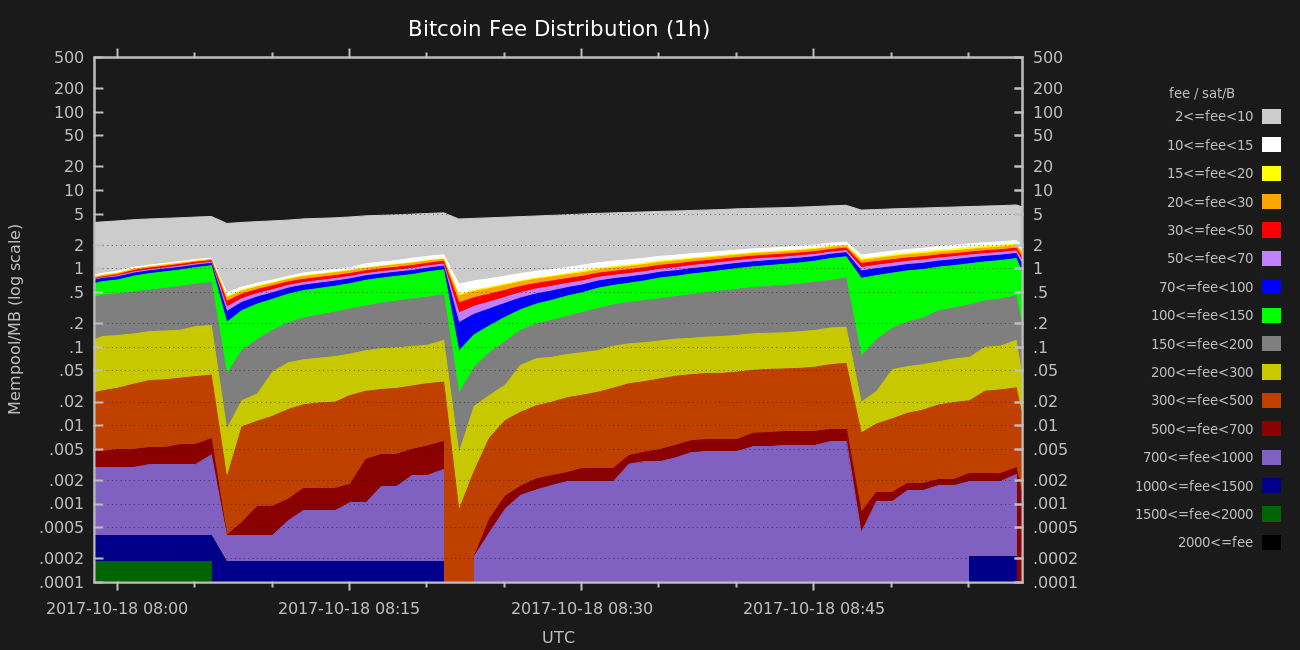 Bitcoin Fee Distribution (1h)
Mempool/MB (log scale)
500
200
100
50
20
10
5
2
1
.5
.2
.1
.05
.02
.01
.005
.002
.001
.0005
.0002
.0001
500
200
100
50
20
10
5
2
1
.5
.2
.1
.05
.02
.01
.005
.002
.001
.0005
.0002
.0001
2017-10-18 08:00
2017-10-18 08:15
2017-10-18 08:30
2017-10-18 08:45
UTC
fee / sat/B
2<=fee<10
10<=fee<15
15<=fee<20
20<=fee<30
30<=fee<50
50<=fee<70
70<=fee<100
100<=fee<150
150<=fee<200
200<=fee<300
300<=fee<500
500<=fee<700
700<=fee<1000
1000<=fee<1500
1500<=fee<2000
2000<=fee